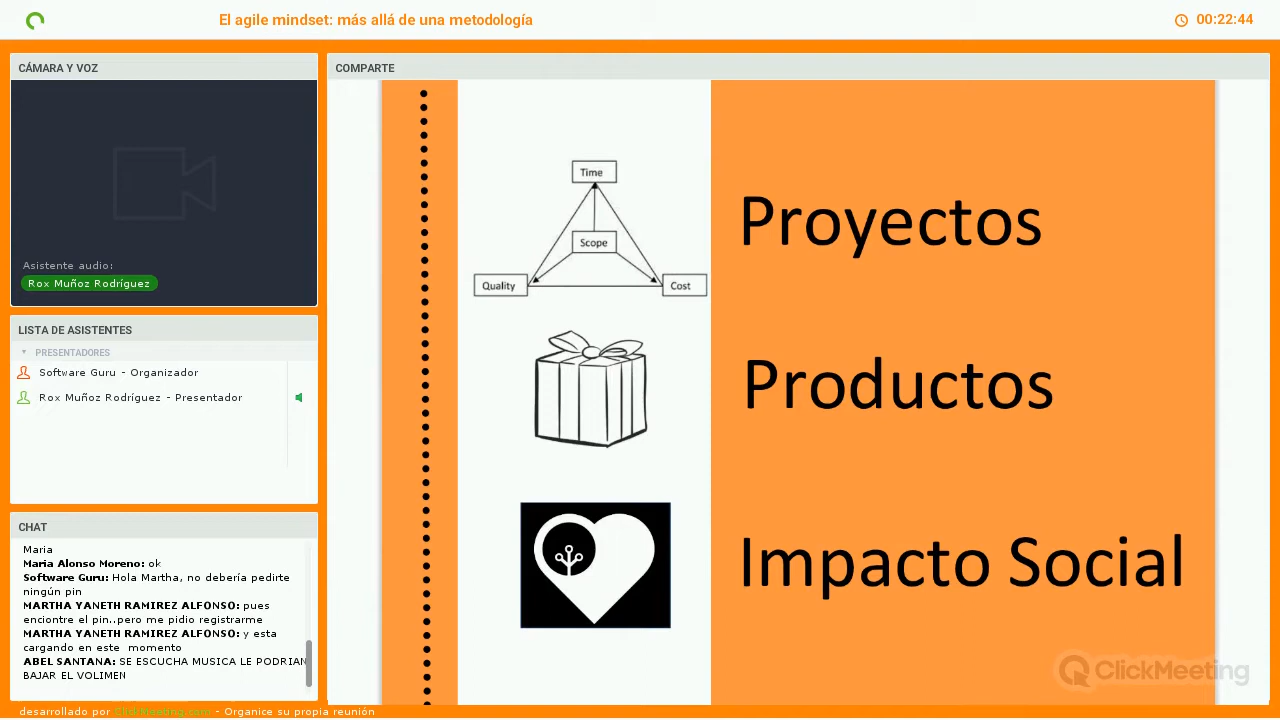 El agile mindset: más allá de una metodología
00:22:44
CÁMARA Y VOZ
Asistente audio:
Rox Muñoz Rodríguez
LISTA DE ASISTENTES
PRESENTADORES
Software Guru - Organizador
Rox Muñoz Rodríguez - Presentador
CHAT
Maria
Maria Alonso Moreno: ok
Software Guru: Hola Martha, no debería pedirte
ningún pin
MARTHA YANETH RAMIREZ ALFONSO: pues
enciontre el pin..pero me pidio registrarme
MARTHA YANETH RAMIREZ ALFONSO: y esta
cargando en este momento
ABEL SANTANA: SE ESCUCHA MUSICA LE PODRIAN
BAJAR EL VOLIMEN
desarrollado por ClickMeeting.com - Organice su propia reunión
COMPARTE
Time
Scope
Quality
Cost
Proyectos
Productos
Impacto Social
ClickMeeting